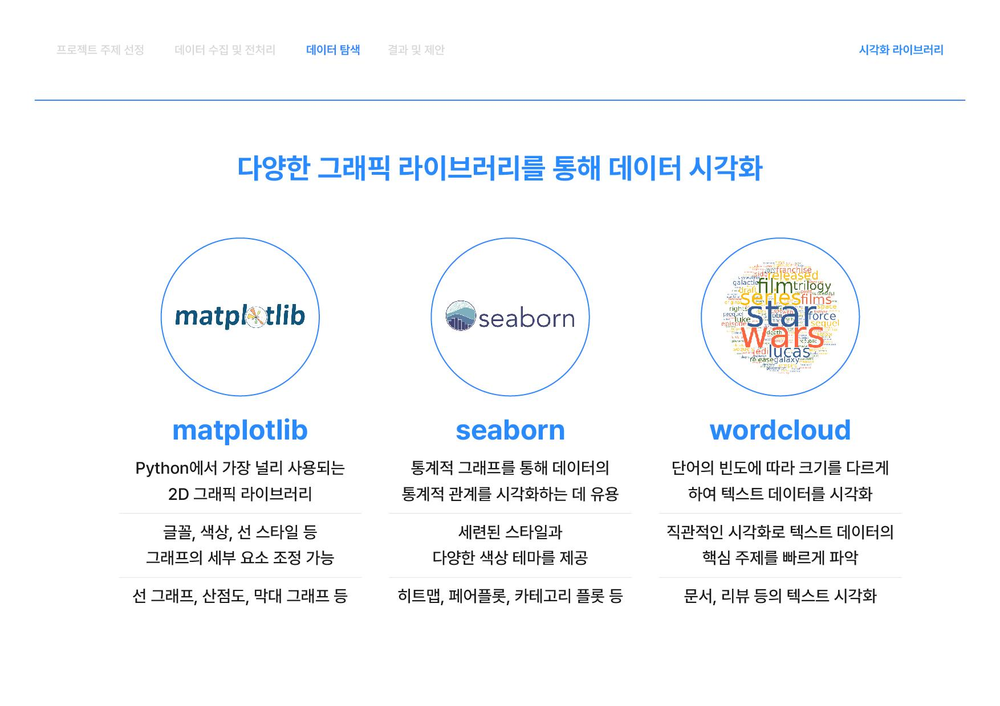 프로젝트 주제 선정 데이터 수집 및 전처리 데이터 탐색 결과 및 제안 시각화 라이브러리
다양한 그래픽 라이브러리를 통해 데이터 시각화
matplotlib
seaborn
franchise
side released
galactic film trilogy
draft
series films
rights star space
prequel force
luke sequel
episode wars
death
republic
jedi lucas
release galaxy
empire
government
matplotlib
Python에서 가장 널리 사용되는
2D 그래픽 라이브러리
글꼴, 색상, 선 스타일 등
그래프의 세부 요소 조정 가능
선 그래프, 산점도, 막대 그래프 등
seaborn
통계적 그래프를 통해 데이터의
통계적 관계를 시각화하는 데 유용
세련된 스타일과
다양한 색상 테마를 제공
히트맵, 페어플롯, 카테고리 플롯 등
wordcloud
단어의 빈도에 따라 크기를 다르게
하여 텍스트 데이터를 시각화
직관적인 시각화로 텍스트 데이터의
핵심 주제를 빠르게 파악
문서, 리뷰 등의 텍스트 시각화